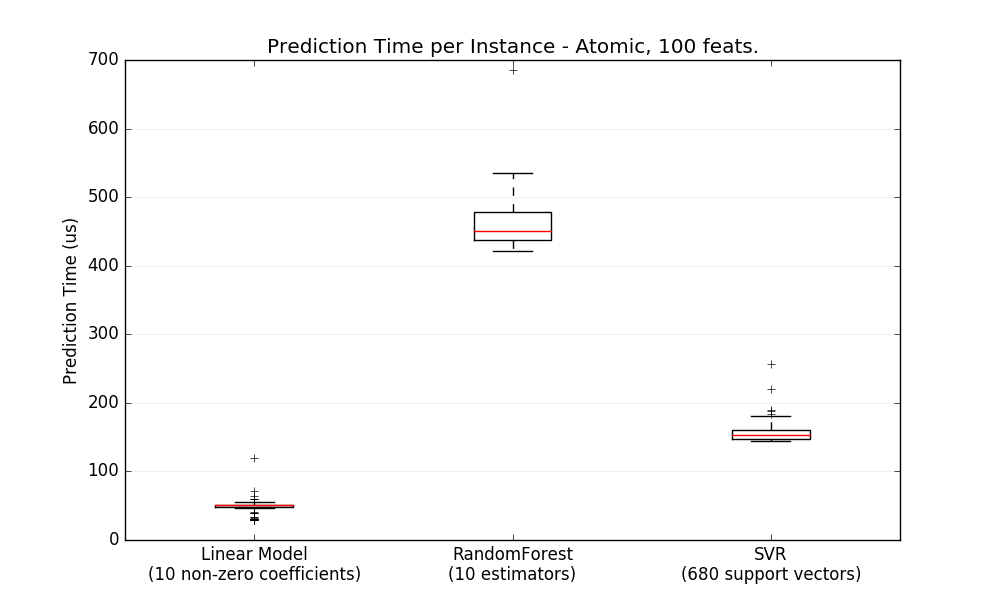 Prediction Time per Instance - Atomic, 100 feats.
700
600
500
400
300
200
100
0
Prediction Time (us)
Linear Model
(10 non-zero coefficients)
RandomForest
(10 estimators)
SVR
(680 support vectors)